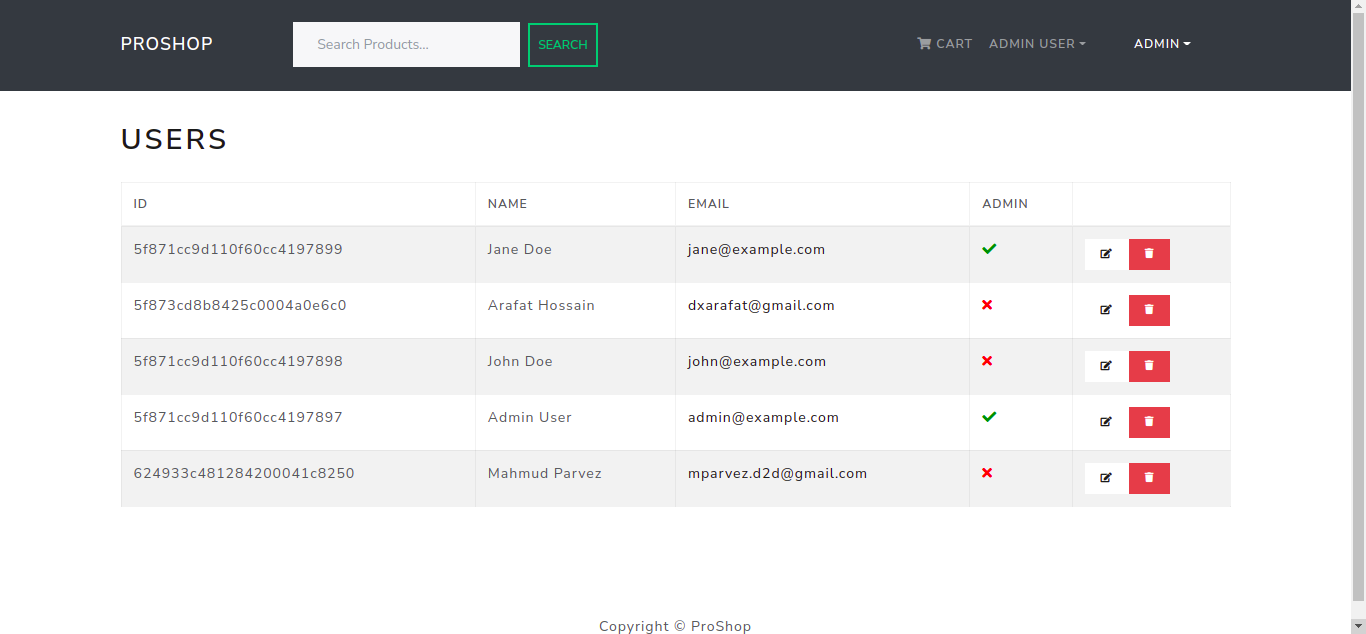 PROSHOP Search Products... SEARCH CART ADMIN USER ADMIN
USERS
ID NAME EMAIL ADMIN
5f871cc9d110f60cc4197899 Jane Doe jane@example.com
5f873cd8b8425c0004a0e6c0 Arafat Hossain dxarafat@gmail.com
5f871cc9d110f60cc4197898 John Doe john@example.com
5f871cc9d110f60cc4197897 Admin User admin@example.com
624933c481284200041c8250 Mahmud Parvez mparvez.d2d@gmail.com
Copyright © ProShop